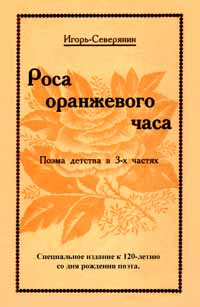 Игорь-Северянин
Роса
оранжевого
часа
Поэма детства в 3-х частях
Специальное издание к 120-летию
со дня рождения поэта.